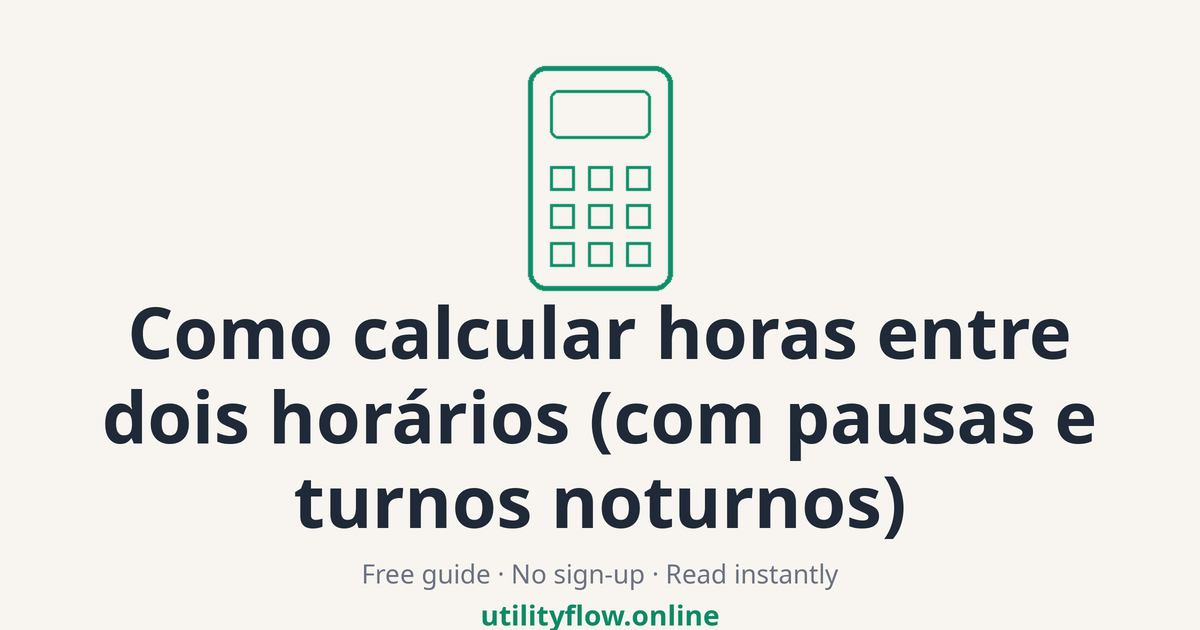 Como calcular horas entre
dois horários (com pausas e
turnos noturnos)
Free guide · No sign-up · Read instantly
utilityflow.online